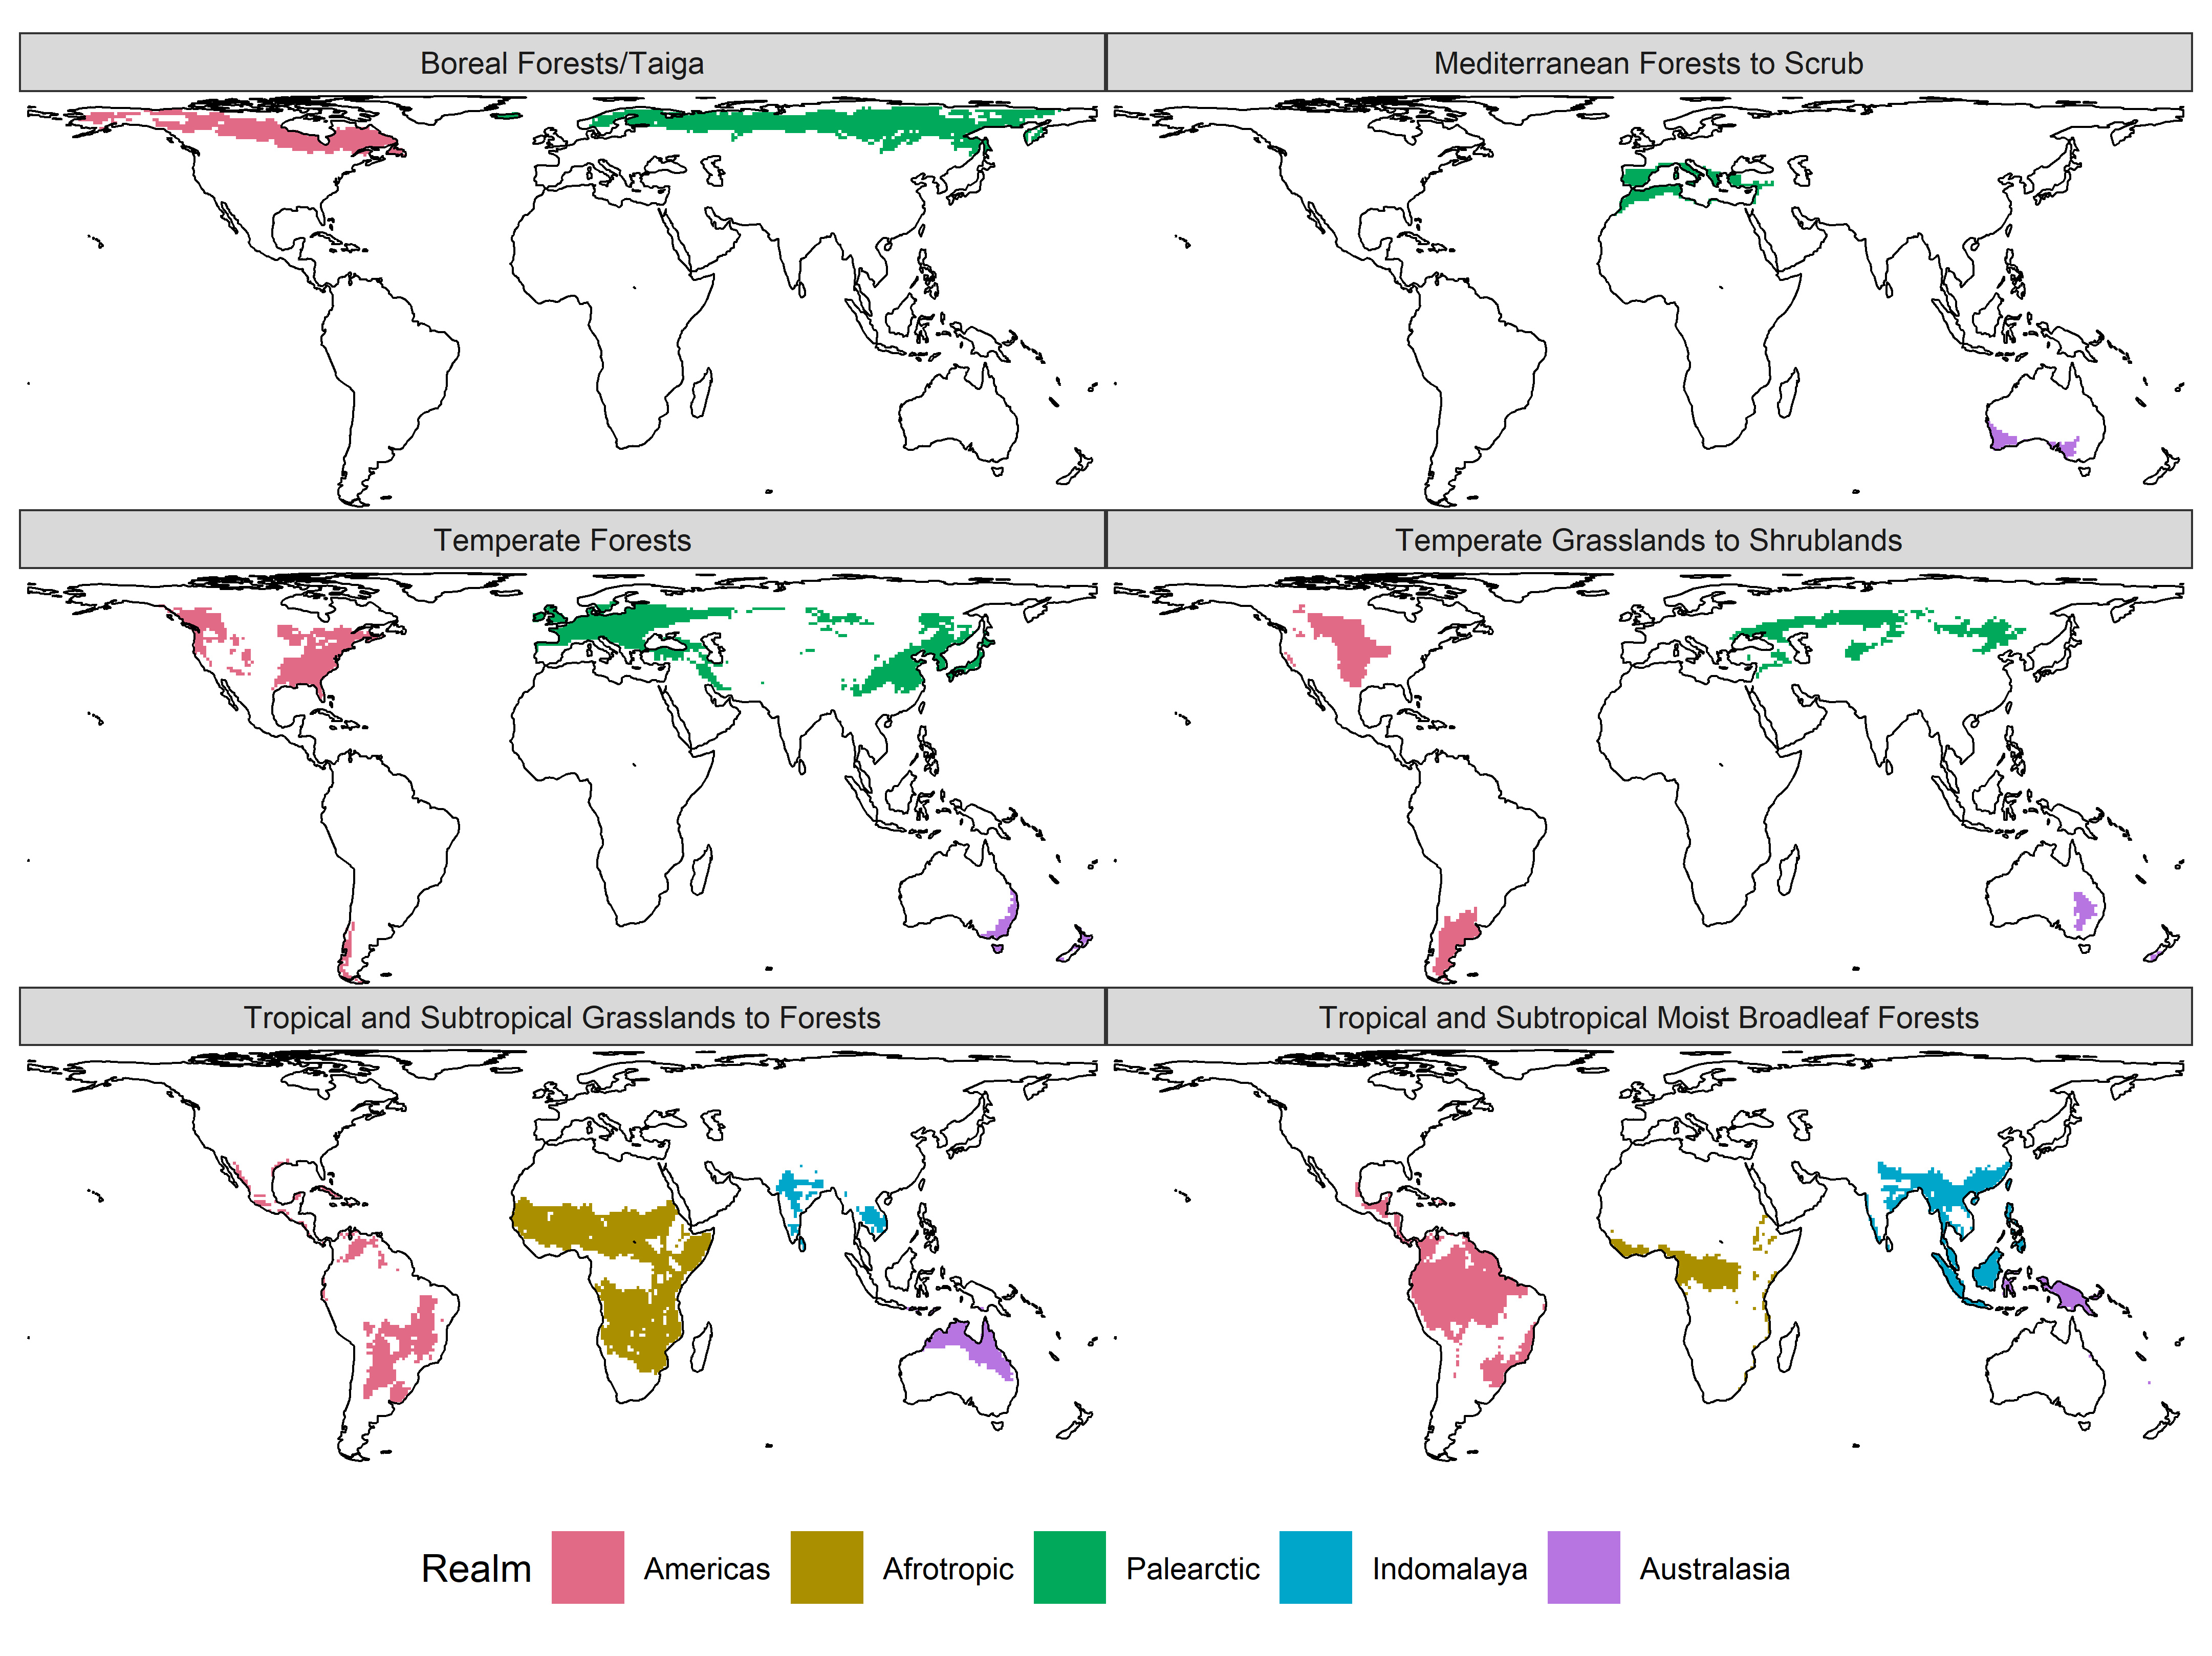 Boreal Forests/Taiga
Mediterranean Forests to Scrub
Temperate Forests
Temperate Grasslands to Shrublands
Tropical and Subtropical Grasslands to Forests
Tropical and Subtropical Moist Broadleaf Forests
Realm Americas Afrotropic Palearctic Indomalaya Australasia